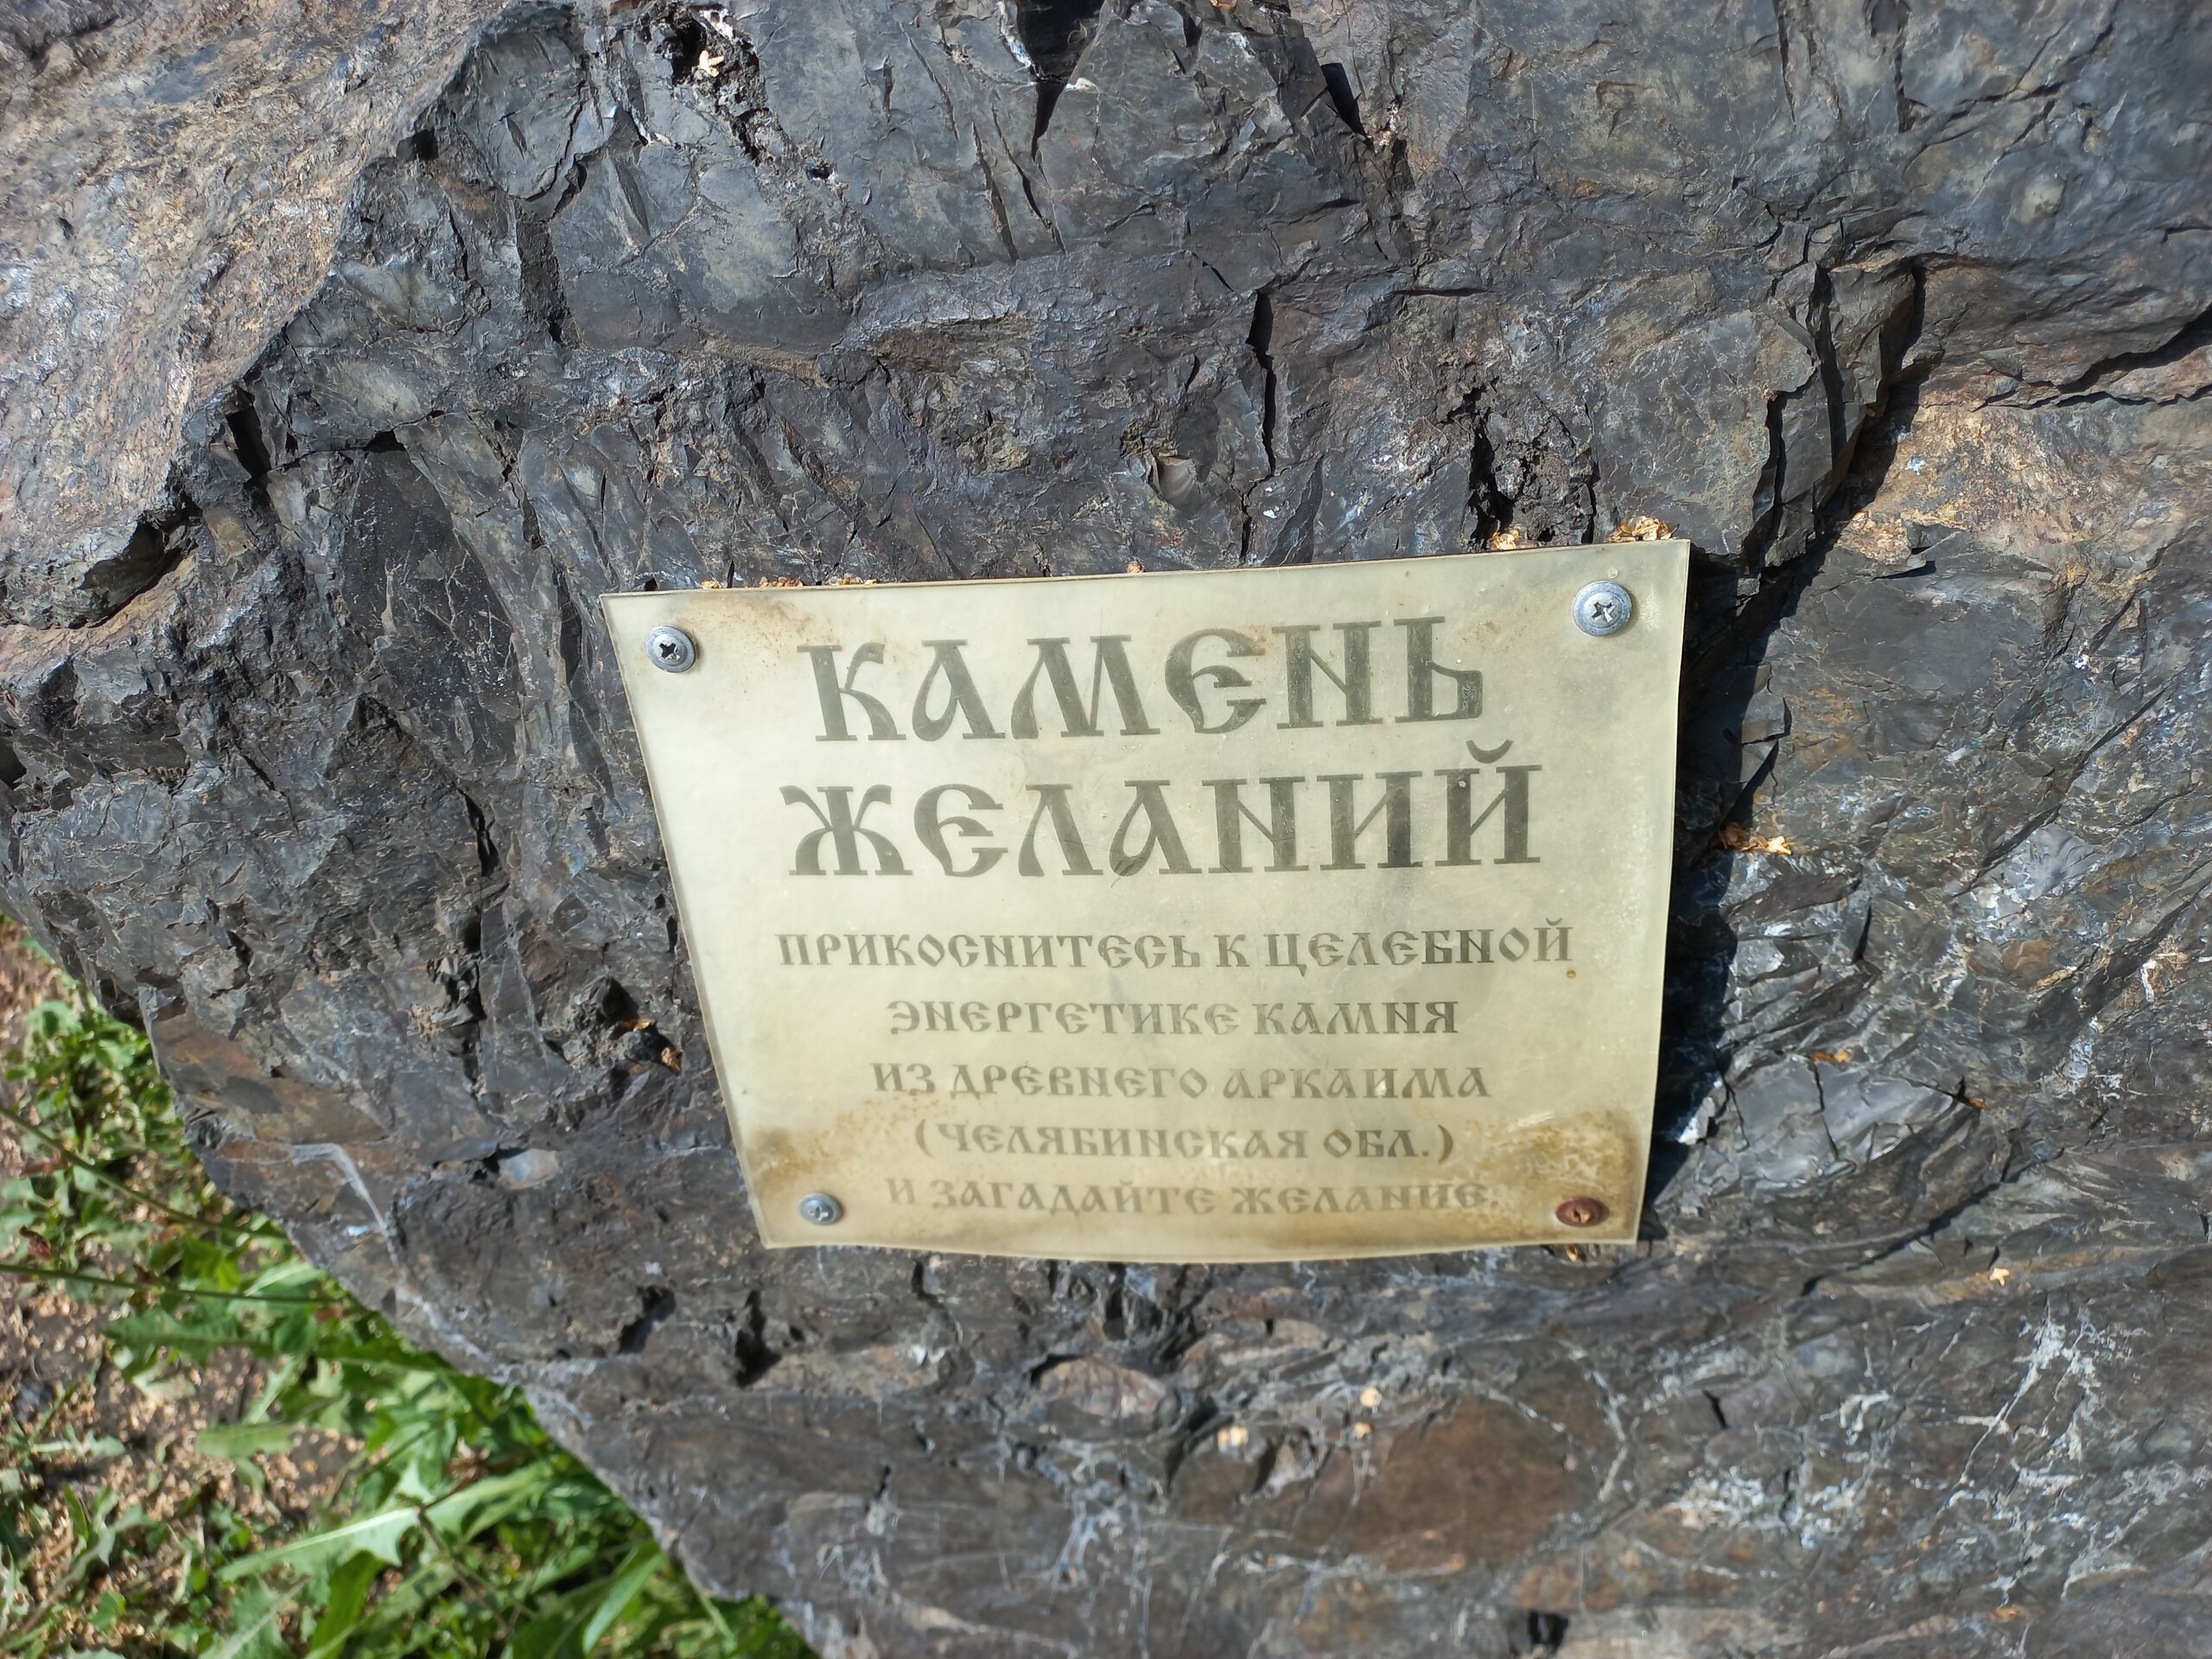 КАМЕНЬ
ЖЕЛАНИЙ
ПРИКОСНИТЕСЬ К ЦЕЛЕБНОЙ
ЭНЕРГЕТИКЕ КАМНЯ
ИЗ ДРЕВНЕГО АРКАИМА
(ЧЕЛЯБИНСКАЯ ОБЛ.)
И ЗАГАДАЙТЕ ЖЕЛАНИЕ.